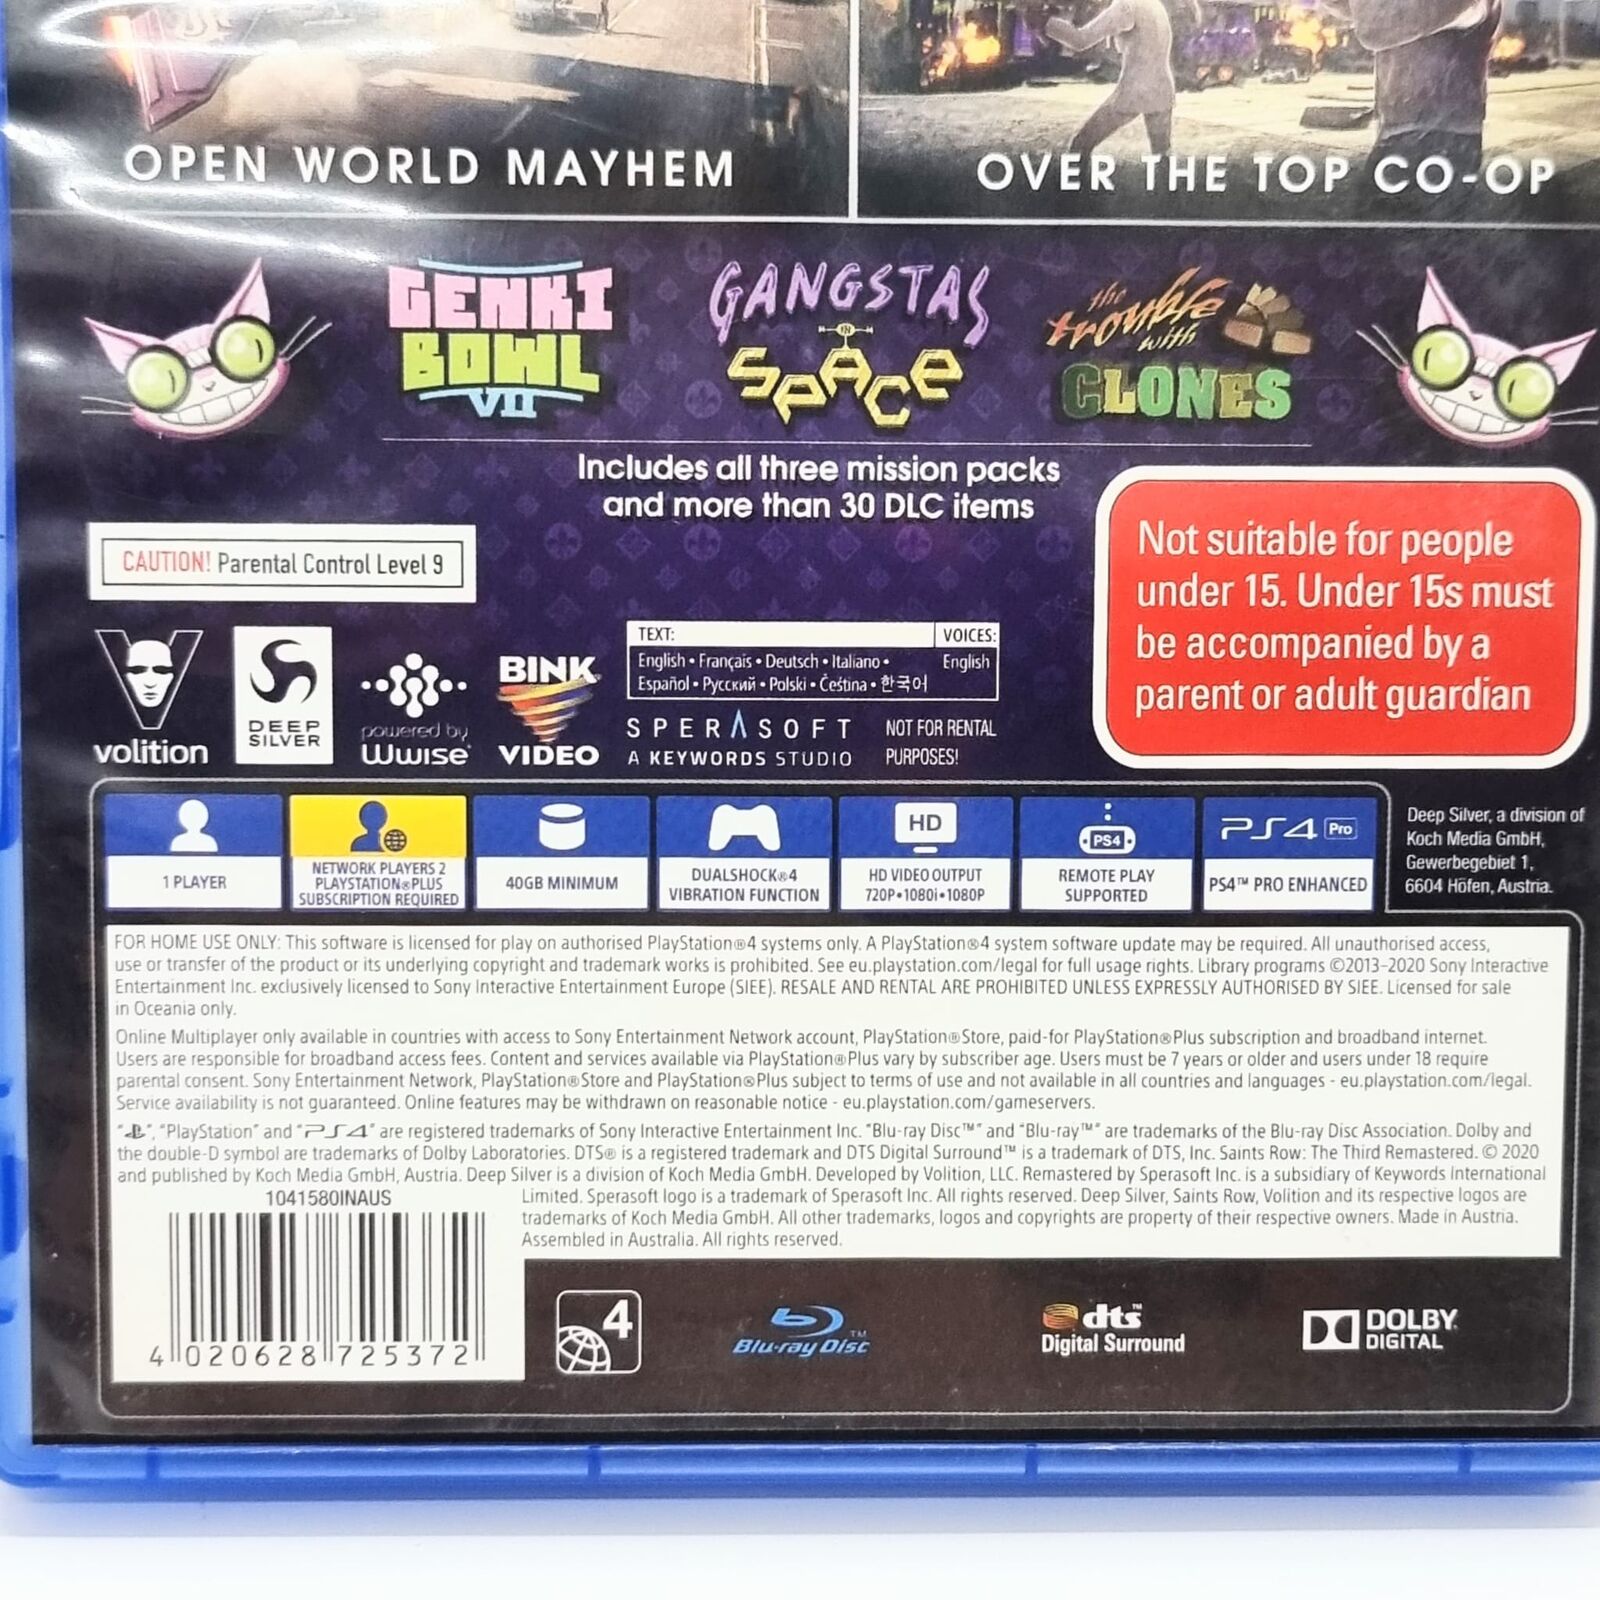 OPEN WORLD MAYHEM
OVER THE TOP CO-OP
GENKI
BOWL
VII
GANGSTAS
IN
SPACE
the
trouble
with
CLONES
Includes all three mission packs
and more than 30 DLC items
CAUTION! Parental Control Level 9
Not suitable for people
under 15. Under 15s must
be accompanied by a
parent or adult guardian
volition
DEEP
SILVER
powered by
Wwise
BINK
VIDEO
TEXT:
VOICES:
English • Français • Deutsch • Italiano •
English
Español • Русский • Polski • Čeština • 한국어
SPERASOFT
A KEYWORDS STUDIO
NOT FOR RENTAL
PURPOSES!
1 PLAYER
NETWORK PLAYERS 2
PLAYSTATION®PLUS
SUBSCRIPTION REQUIRED
40GB MINIMUM
DUALSHOCK®4
VIBRATION FUNCTION
HD
HD VIDEO OUTPUT
720P•1080i•1080P
PS4
REMOTE PLAY
SUPPORTED
PS4 Pro
PS4™ PRO ENHANCED
Deep Silver, a division of
Koch Media GmbH,
Gewerbegebiet 1,
6604 Höfen, Austria.
FOR HOME USE ONLY: This software is licensed for play on authorised PlayStation®4 systems only. A PlayStation®4 system software update may be required. All unauthorised access,
use or transfer of the product or its underlying copyright and trademark works is prohibited. See eu.playstation.com/legal for full usage rights. Library programs ©2013-2020 Sony Interactive
Entertainment Inc. exclusively licensed to Sony Interactive Entertainment Europe (SIEE). RESALE AND RENTAL ARE PROHIBITED UNLESS EXPRESSLY AUTHORISED BY SIEE. Licensed for sale
in Oceania only.
Online Multiplayer only available in countries with access to Sony Entertainment Network account, PlayStation®Store, paid-for PlayStation®Plus subscription and broadband internet.
Users are responsible for broadband access fees. Content and services available via PlayStation®Plus vary by subscriber age. Users must be 7 years or older and users under 18 require
parental consent. Sony Entertainment Network, PlayStation®Store and PlayStation®Plus subject to terms of use and not available in all countries and languages - eu.playstation.com/legal.
Service availability is not guaranteed. Online features may be withdrawn on reasonable notice - eu.playstation.com/gameservers.
"PS", "PlayStation" and "PS4" are registered trademarks of Sony Interactive Entertainment Inc. "Blu-ray Disc™" and "Blu-ray™" are trademarks of the Blu-ray Disc Association. Dolby and
the double-D symbol are trademarks of Dolby Laboratories. DTS® is a registered trademark and DTS Digital Surround™ is a trademark of DTS, Inc. Saints Row: The Third Remastered. © 2020
and published by Koch Media GmbH, Austria. Deep Silver is a division of Koch Media GmbH. Developed by Volition, LLC. Remastered by Sperasoft Inc. is a subsidiary of Keywords International
Limited. Sperasoft logo is a trademark of Sperasoft Inc. All rights reserved. Deep Silver, Saints Row, Volition and its respective logos are
trademarks of Koch Media GmbH. All other trademarks, logos and copyrights are property of their respective owners. Made in Austria.
Assembled in Australia. All rights reserved.
1041580INAUS
4 020628 725372
4
Blu-ray Disc™
dts™
Digital Surround
DOLBY
DIGITAL